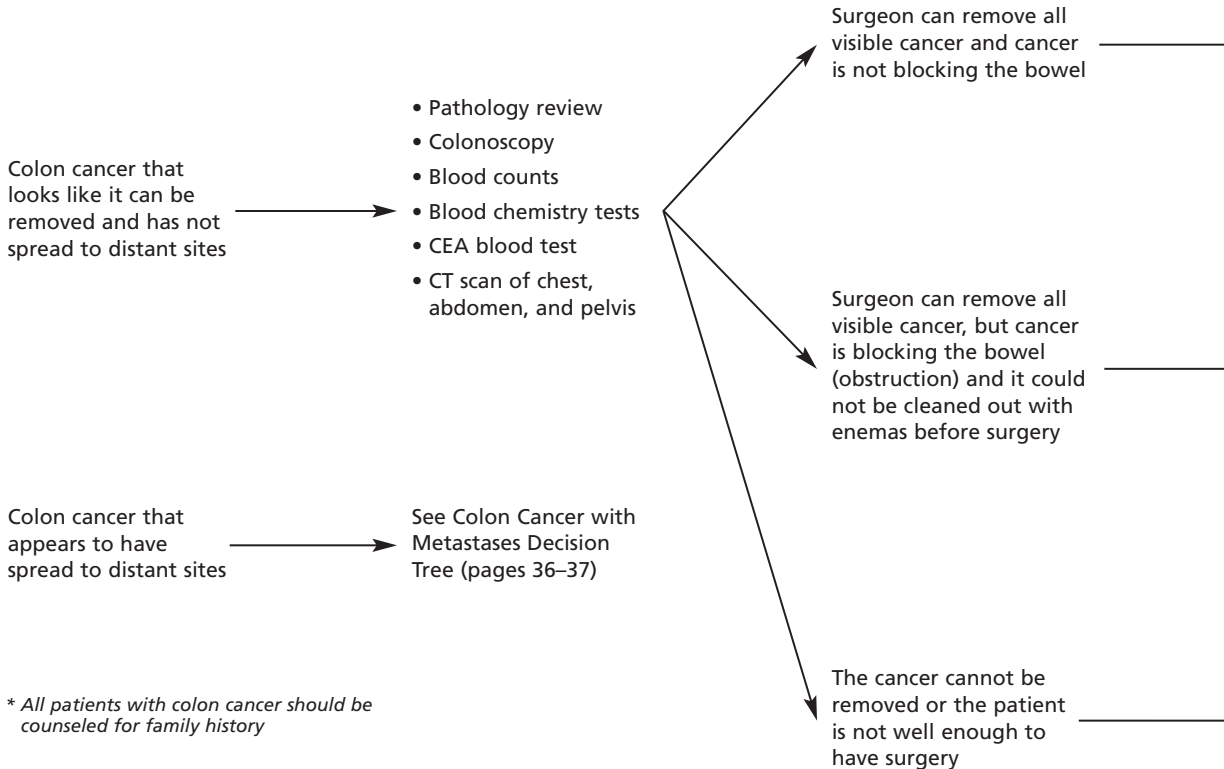 Colon cancer that
looks like it can be
removed and has not
spread to distant sites
• Pathology review
• Colonoscopy
• Blood counts
• Blood chemistry tests
• CEA blood test
• CT scan of chest,
abdomen, and pelvis
Surgeon can remove all
visible cancer and cancer
is not blocking the bowel
Surgeon can remove all
visible cancer, but cancer
is blocking the bowel
(obstruction) and it could
not be cleaned out with
enemas before surgery
The cancer cannot be
removed or the patient
is not well enough to
have surgery
Colon cancer that
appears to have
spread to distant sites
See Colon Cancer with
Metastases Decision
Tree (pages 36–37)
* All patients with colon cancer should be
counseled for family history